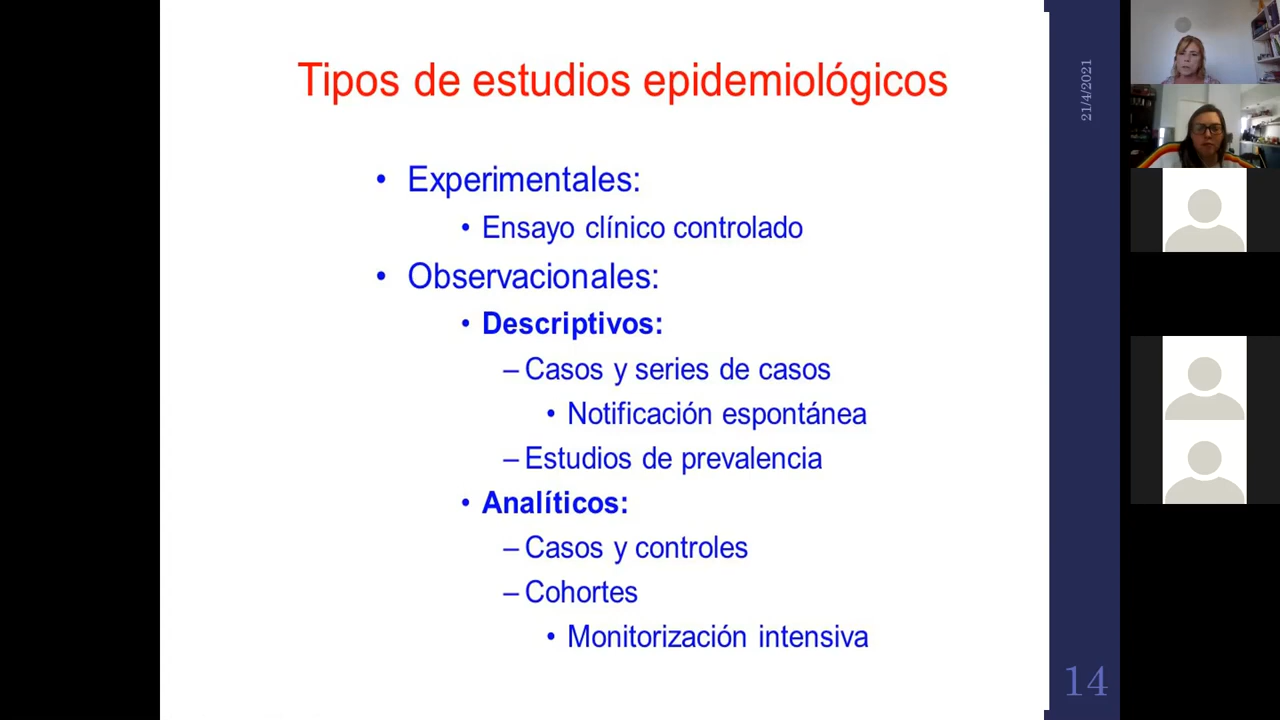 Tipos de estudios epidemiológicos
• Experimentales:
• Ensayo clínico controlado
• Observacionales:
• Descriptivos:
– Casos y series de casos
• Notificación espontánea
– Estudios de prevalencia
• Analíticos:
– Casos y controles
– Cohortes
• Monitorización intensiva
21/4/2021
14